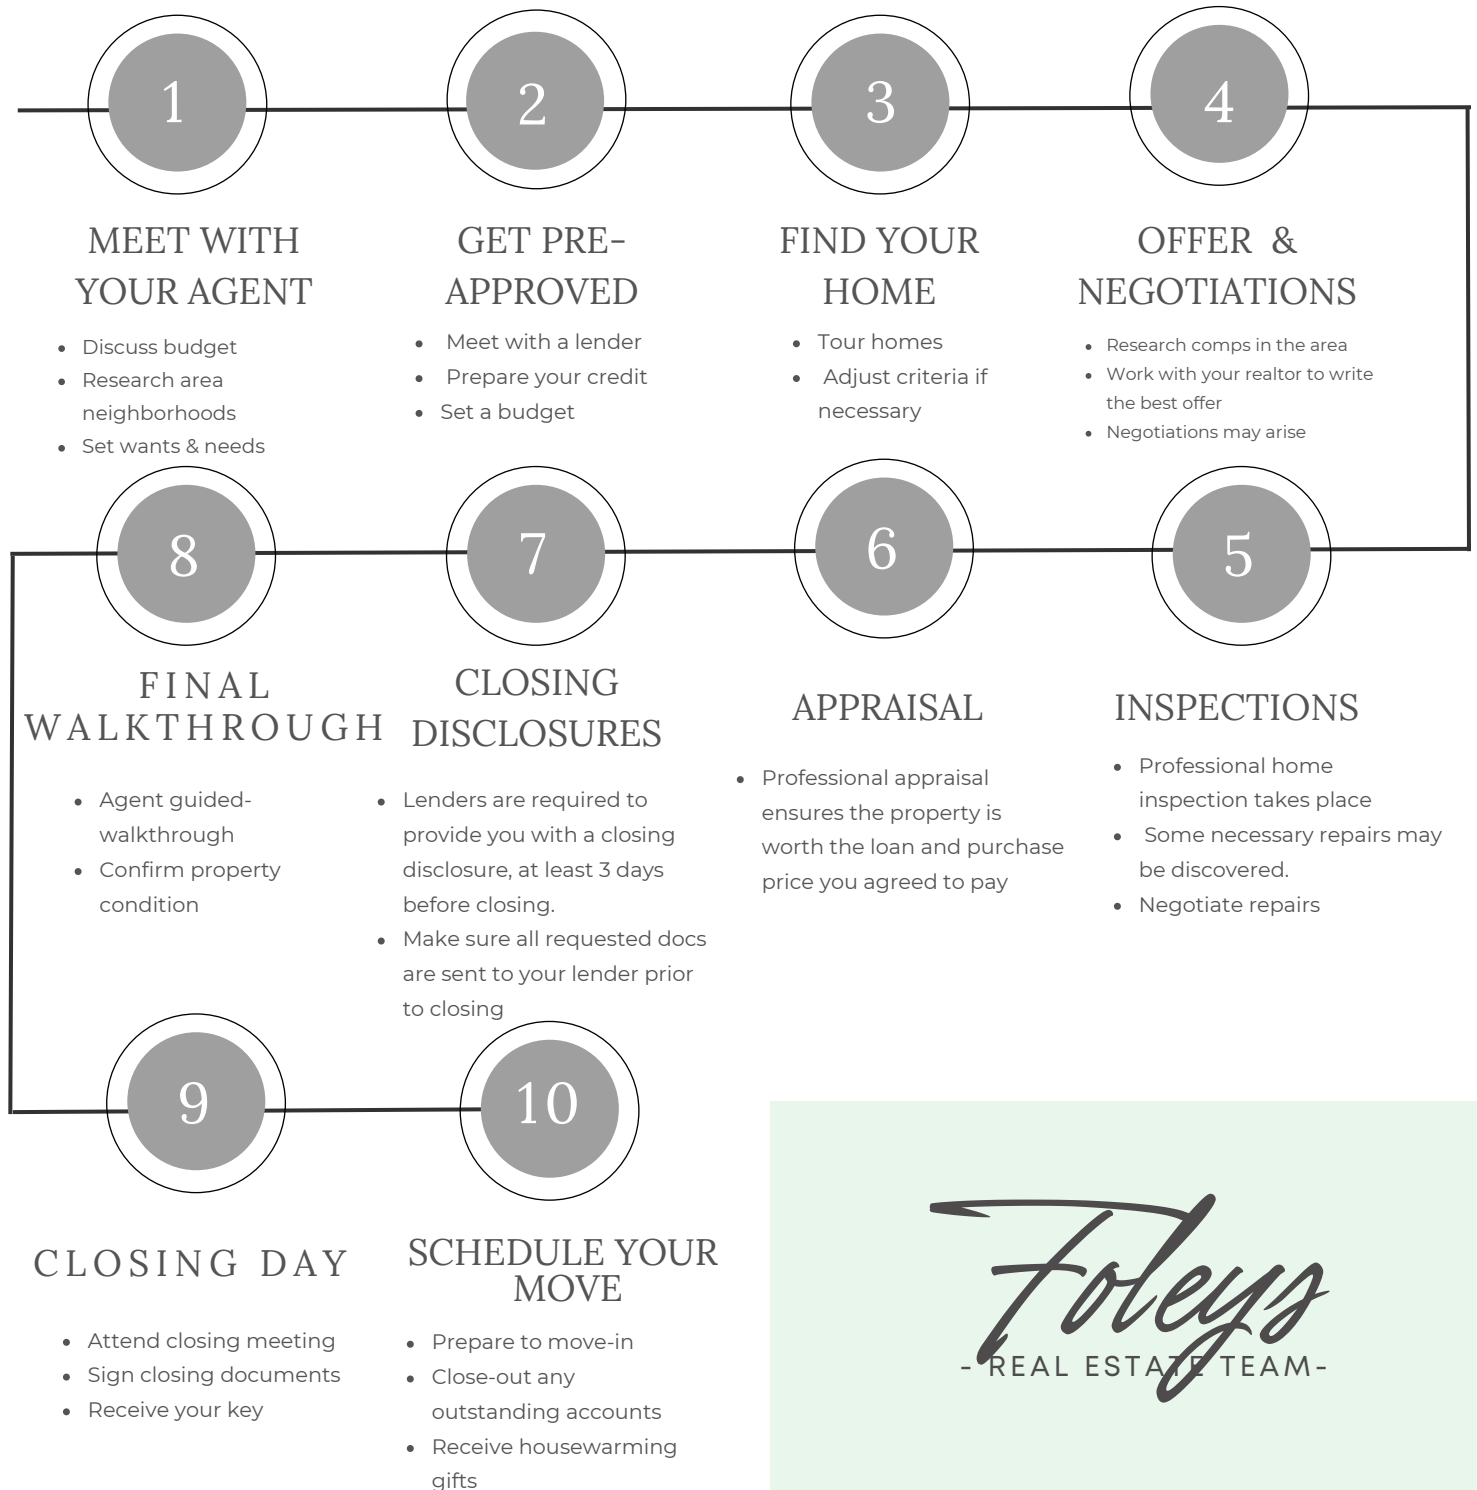 1
2
3
4
MEET WITH
YOUR AGENT
• Discuss budget
• Research area
neighborhoods
• Set wants & needs
GET PRE-
APPROVED
• Meet with a lender
• Prepare your credit
• Set a budget
FIND YOUR
HOME
• Tour homes
• Adjust criteria if
necessary
OFFER & 
NEGOTIATIONS
• Research comps in the area
• Work with your realtor to write
the best offer
• Negotiations may arise
8
7
6
5
FINAL
WALKTHROUGH
• Agent guided-
walkthrough
• Confirm property
condition
CLOSING
DISCLOSURES
• Lenders are required to
provide you with a closing
disclosure, at least 3 days
before closing.
• Make sure all requested docs
are sent to your lender prior
to closing
APPRAISAL
• Professional appraisal
ensures the property is
worth the loan and purchase
price you agreed to pay
INSPECTIONS
• Professional home
inspection takes place
• Some necessary repairs may
be discovered.
• Negotiate repairs
9
10
CLOSING DAY
• Attend closing meeting
• Sign closing documents
• Receive your key
SCHEDULE YOUR
MOVE
• Prepare to move-in
• Close-out any
outstanding accounts
• Receive housewarming
gifts
Foleys
- REAL ESTATE TEAM-